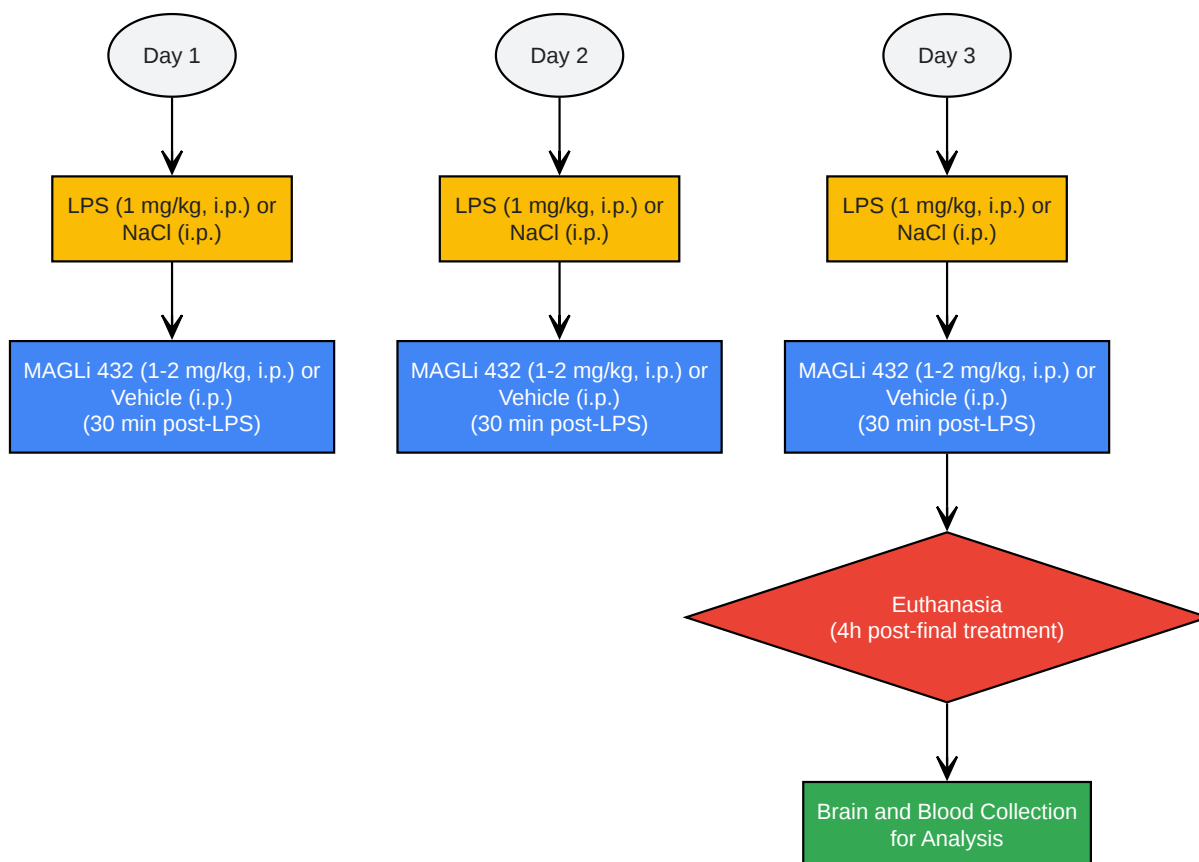 Day 1
LPS (1 mg/kg, i.p.) or
NaCl (i.p.)
MAGLi 432 (1-2 mg/kg, i.p.) or
Vehicle (i.p.)
(30 min post-LPS)
Day 2
LPS (1 mg/kg, i.p.) or
NaCl (i.p.)
MAGLi 432 (1-2 mg/kg, i.p.) or
Vehicle (i.p.)
(30 min post-LPS)
Day 3
LPS (1 mg/kg, i.p.) or
NaCl (i.p.)
MAGLi 432 (1-2 mg/kg, i.p.) or
Vehicle (i.p.)
(30 min post-LPS)
Euthanasia
(4h post-final treatment)
Brain and Blood Collection
for Analysis